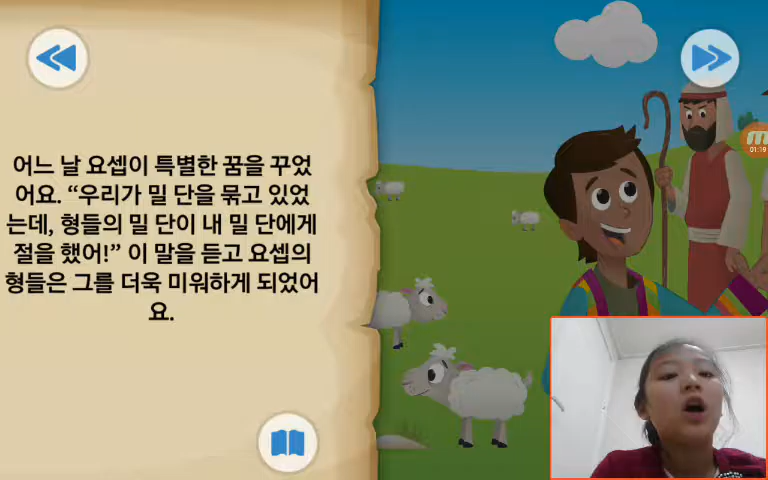 어느 날 요셉이 특별한 꿈을 꾸었
어요. “우리가 밀 단을 묶고 있었
는데, 형들의 밀 단이 내 밀 단에게
절을 했어!” 이 말을 듣고 요셉의
형들은 그를 더욱 미워하게 되었어
요.
01:19